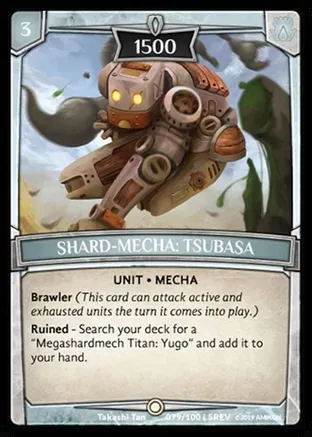 3
1500
SHARD-MECHA: TSUBASA
UNIT • MECHA
Brawler (This card can attack active and
exhausted units the turn it comes into play.)
Ruined - Search your deck for a
"Megashardmech Titan: Yugo" and add it to
your hand.
Takashi Tan 079/100 LSREV ©2019 AMIKON